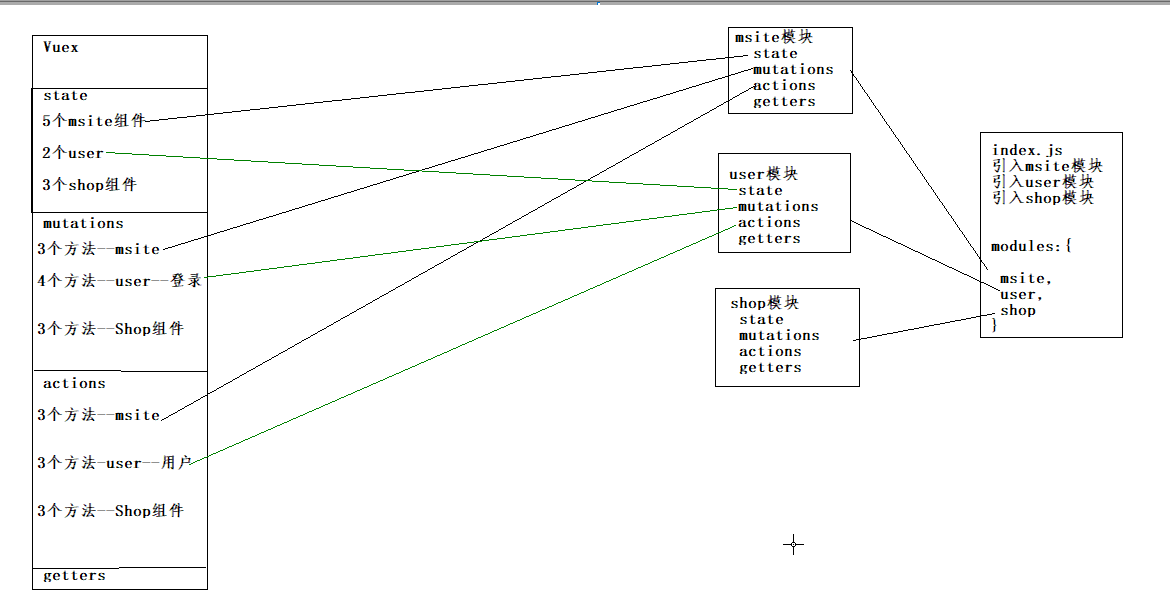 Vuex
state
5个msite组件
2个user
3个shop组件
mutations
3个方法--msite
4个方法--user--登录
3个方法--Shop组件
actions
3个方法--msite
3个方法-user--用户
3个方法--Shop组件
getters
msite模块
state
mutations
actions
getters
user模块
state
mutations
actions
getters
shop模块
state
mutations
actions
getters
index.js
引入msite模块
引入user模块
引入shop模块
modules:{
msite,
user,
shop
}